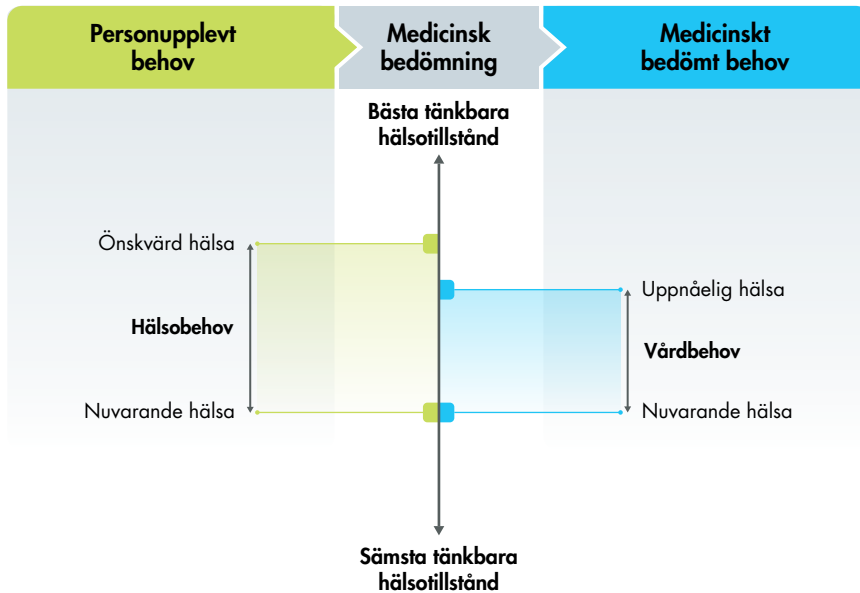 Personupplevt
behov
Medicinsk
bedömning
Medicinskt
bedömt behov
Bästa tänkbara
hälsotillstånd
Önskvärd hälsa
Uppnåelig hälsa
Hälsobehov
Vårdbehov
Nuvarande hälsa
Nuvarande hälsa
Sämsta tänkbara
hälsotillstånd